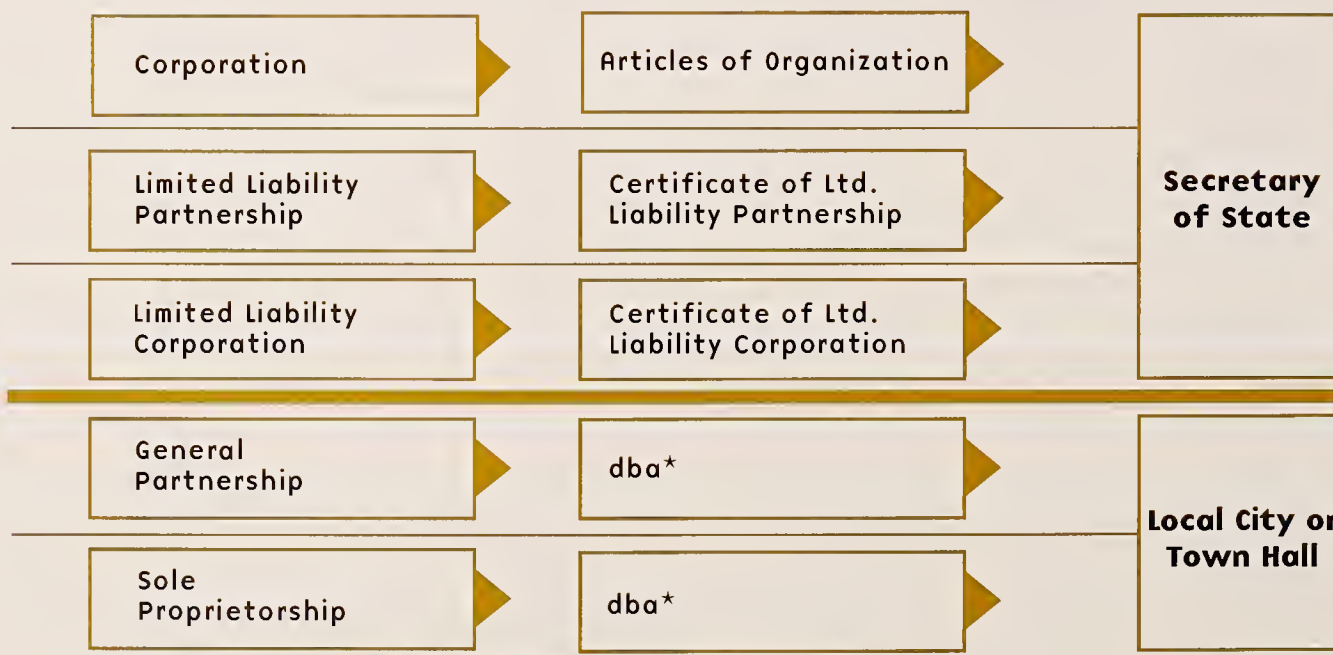 Corporation
Articles of Organization
Limited Liability
Partnership
Certificate of Ltd.
Liability Partnership
Secretary
of State
Limited Liability
Corporation
Certificate of Ltd.
Liability Corporation
General
Partnership
dba*
Local City or
Town Hall
Sole
Proprietorship
dba*